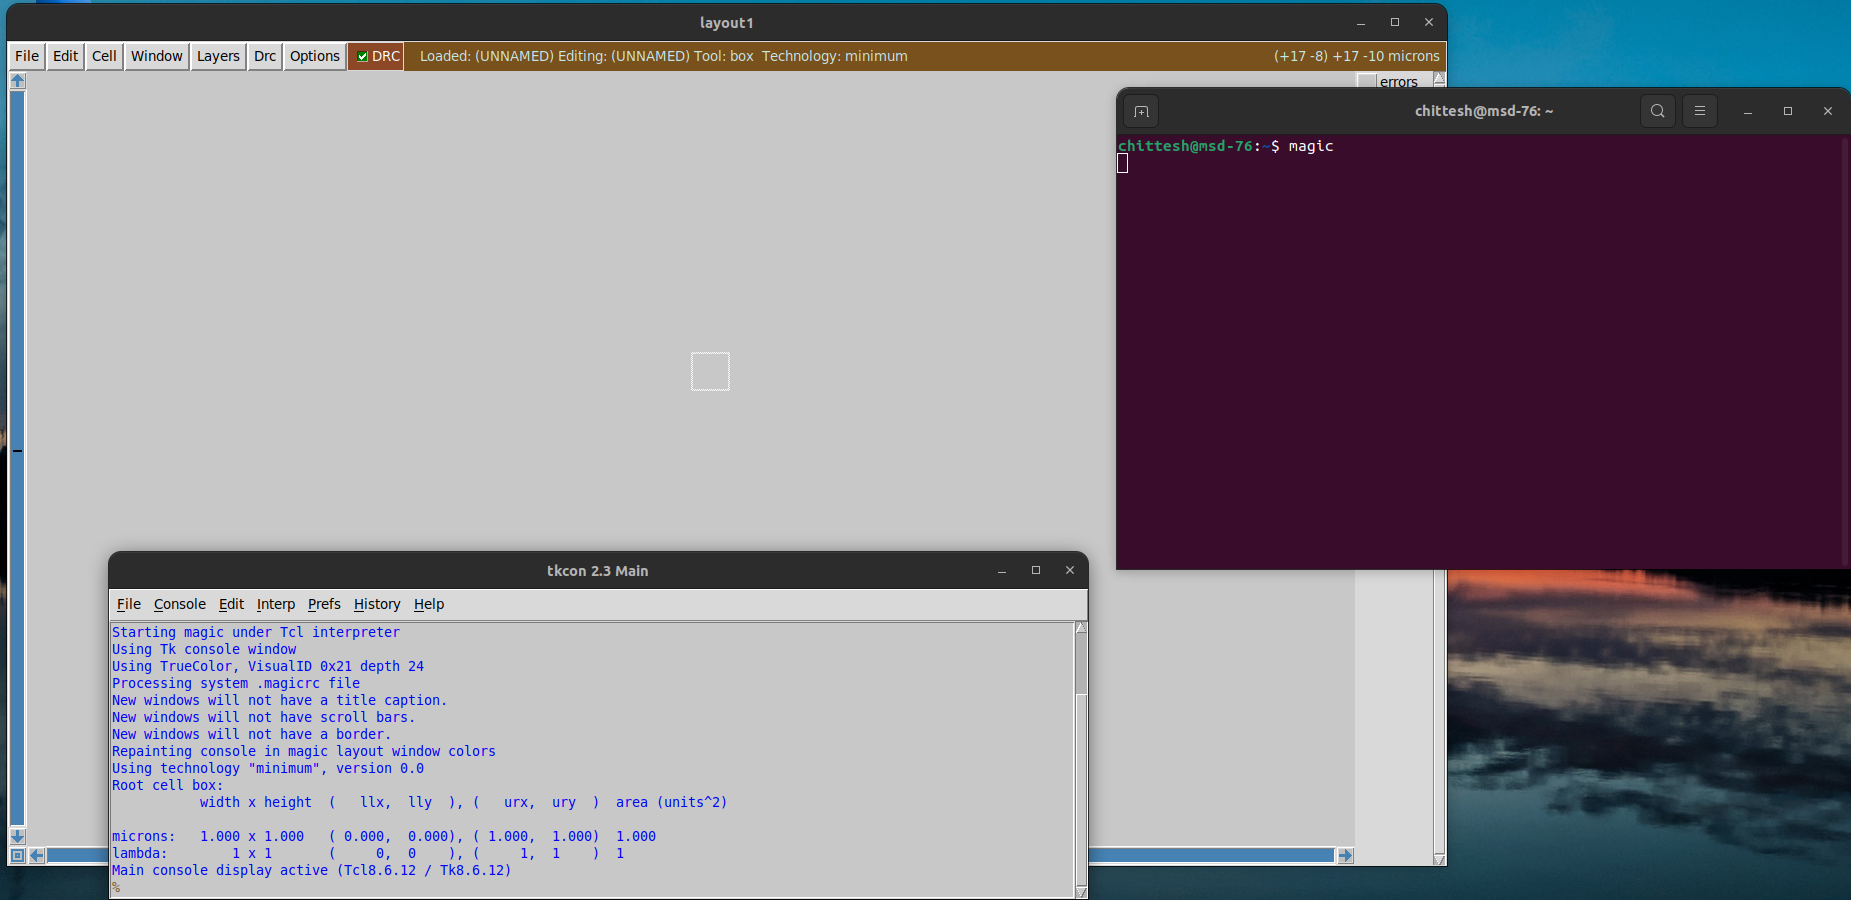 layout1
File Edit Cell Window Layers Drc Options DRC Loaded: (UNNAMED) Editing: (UNNAMED) Tool: box  Technology: minimum (+17 -8) +17 -10 microns
errors
chittesh@msd-76: ~
chittesh@msd-76:~$ magic
tkcon 2.3 Main
File Console Edit Interp Prefs History Help
Starting magic under Tcl interpreter
Using Tk console window
Using TrueColor, VisualID 0x21 depth 24
Processing system .magicrc file
New windows will not have a title caption.
New windows will not have scroll bars.
New windows will not have a border.
Repainting console in magic layout window colors
Using technology "minimum", version 0.0
Root cell box:
           width x height  (   llx,  lly  ), (   urx,  ury  )  area (units^2)
microns:   1.000 x 1.000   ( 0.000,  0.000), ( 1.000,  1.000)  1.000
lambda:        1 x 1       (     0,  0    ), (     1,  1    )  1
Main console display active (Tcl8.6.12 / Tk8.6.12)
%